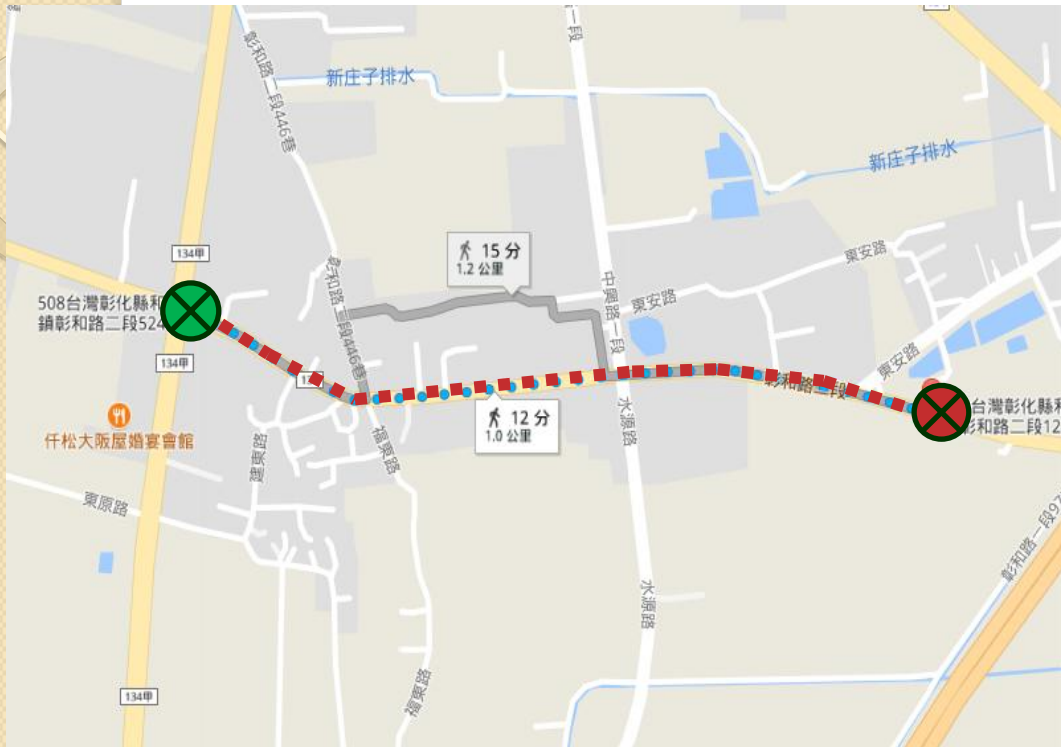 彰和路二段446巷
新庄子排水
一段
新庄子排水
134甲
15 分
1.2 公里
東安路
508台灣彰化縣和
鎮彰和路二段524
彰和路二段446巷
中興路一段
東安路
134甲
東安路
彰和路二段
台灣彰化縣和
彰和路二段12
12 分
1.0 公里
仟松大阪屋婚宴會館
建東路
福東路
水源路
東原路
彰和路一段97
水源路
福東路
134甲